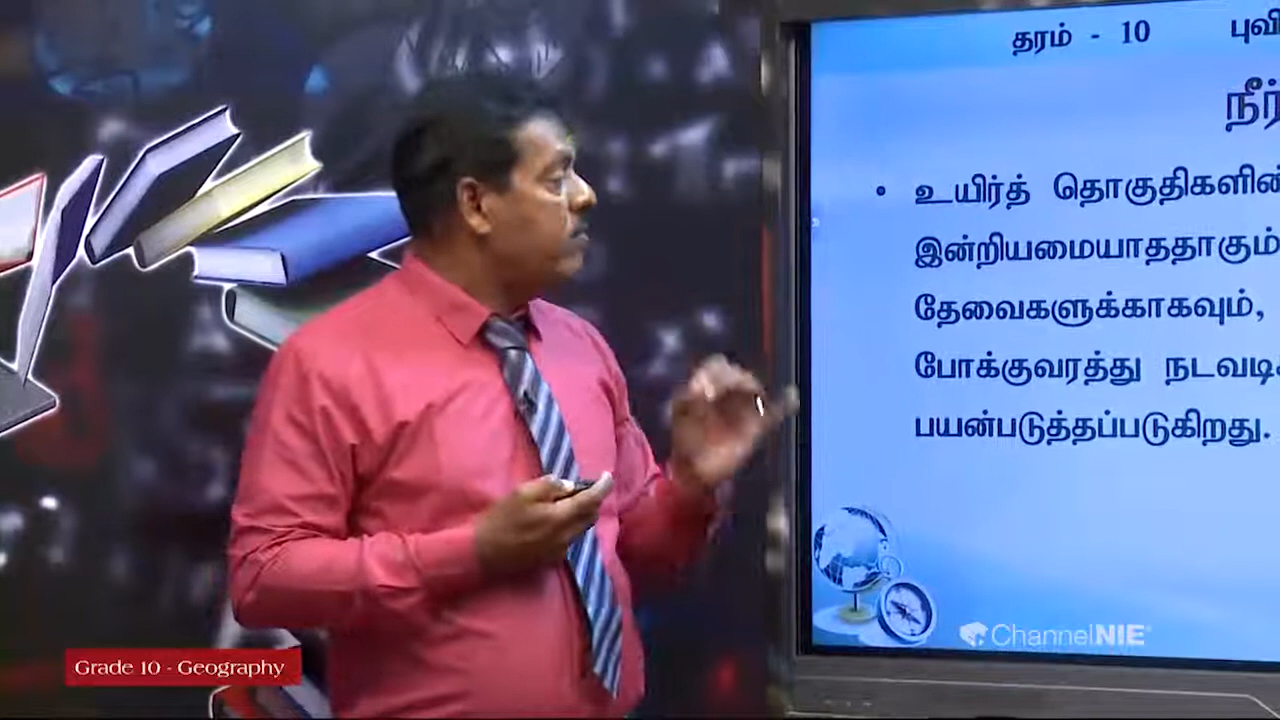 தரம் - 10 புவி
நீர்
• உயிர்த் தொகுதிகளின்
இன்றியமையாததாகும்
தேவைகளுக்காகவும்,
போக்குவரத்து நடவடிக்
பயன்படுத்தப்படுகிறது.
ChannelNIE
Grade 10 - Geography